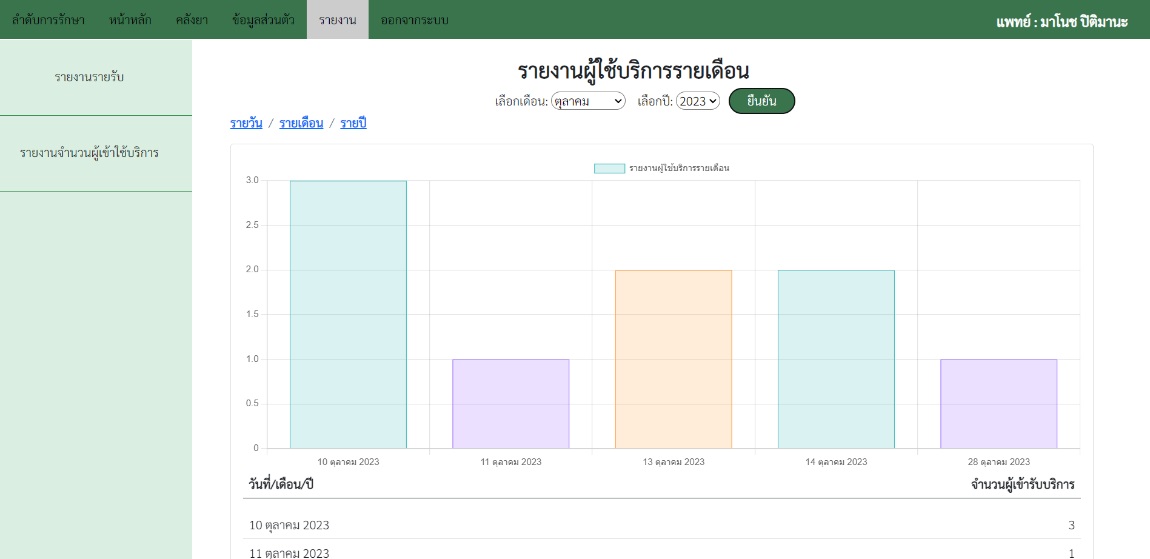 ลำดับการรักษา หน้าหลัก คลังยา ข้อมูลส่วนตัว รายงาน ออกจากระบบ แพทย์ : มาโนช ปิติมานะ
รายงานรายรับ
รายงานจำนวนผู้เข้าใช้บริการ
รายงานผู้ใช้บริการรายเดือน
เลือกเดือน: ตุลาคม เลือกปี: 2023 ยืนยัน
รายวัน / รายเดือน / รายปี
รายงานผู้ใช้บริการรายเดือน
3.0
2.5
2.0
1.5
1.0
0.5
0
10 ตุลาคม 2023 11 ตุลาคม 2023 13 ตุลาคม 2023 14 ตุลาคม 2023 28 ตุลาคม 2023
วันที่/เดือน/ปี จำนวนผู้เข้ารับบริการ
10 ตุลาคม 2023 3
11 ตุลาคม 2023 1